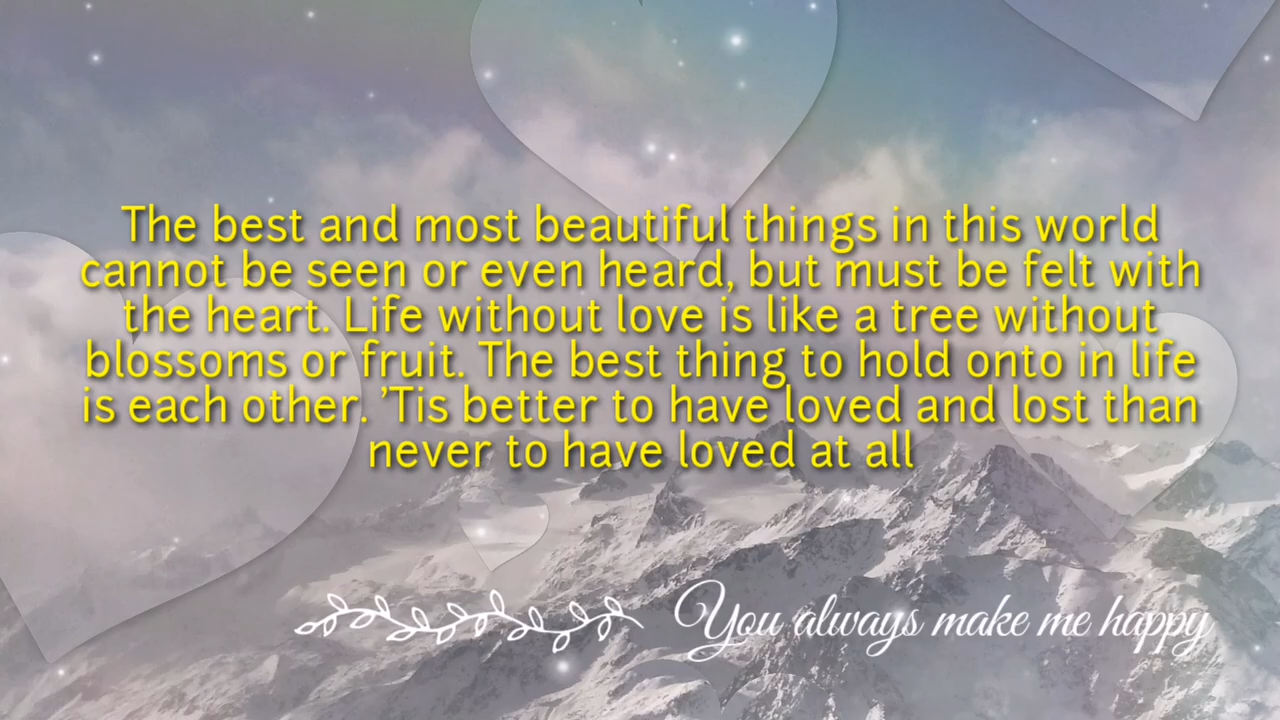 The best and most beautiful things in this world
cannot be seen or even heard, but must be felt with
the heart. Life without love is like a tree without
blossoms or fruit. The best thing to hold onto in life
is each other. ’Tis better to have loved and lost than
never to have loved at all
You always make me happy